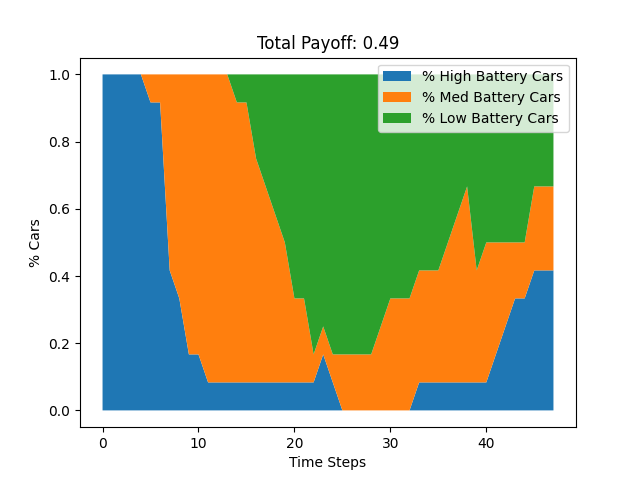 Total Payoff: 0.49
% High Battery Cars
% Med Battery Cars
% Low Battery Cars
1.0
0.8
0.6
0.4
0.2
0.0
% Cars
0 10 20 30 40
Time Steps